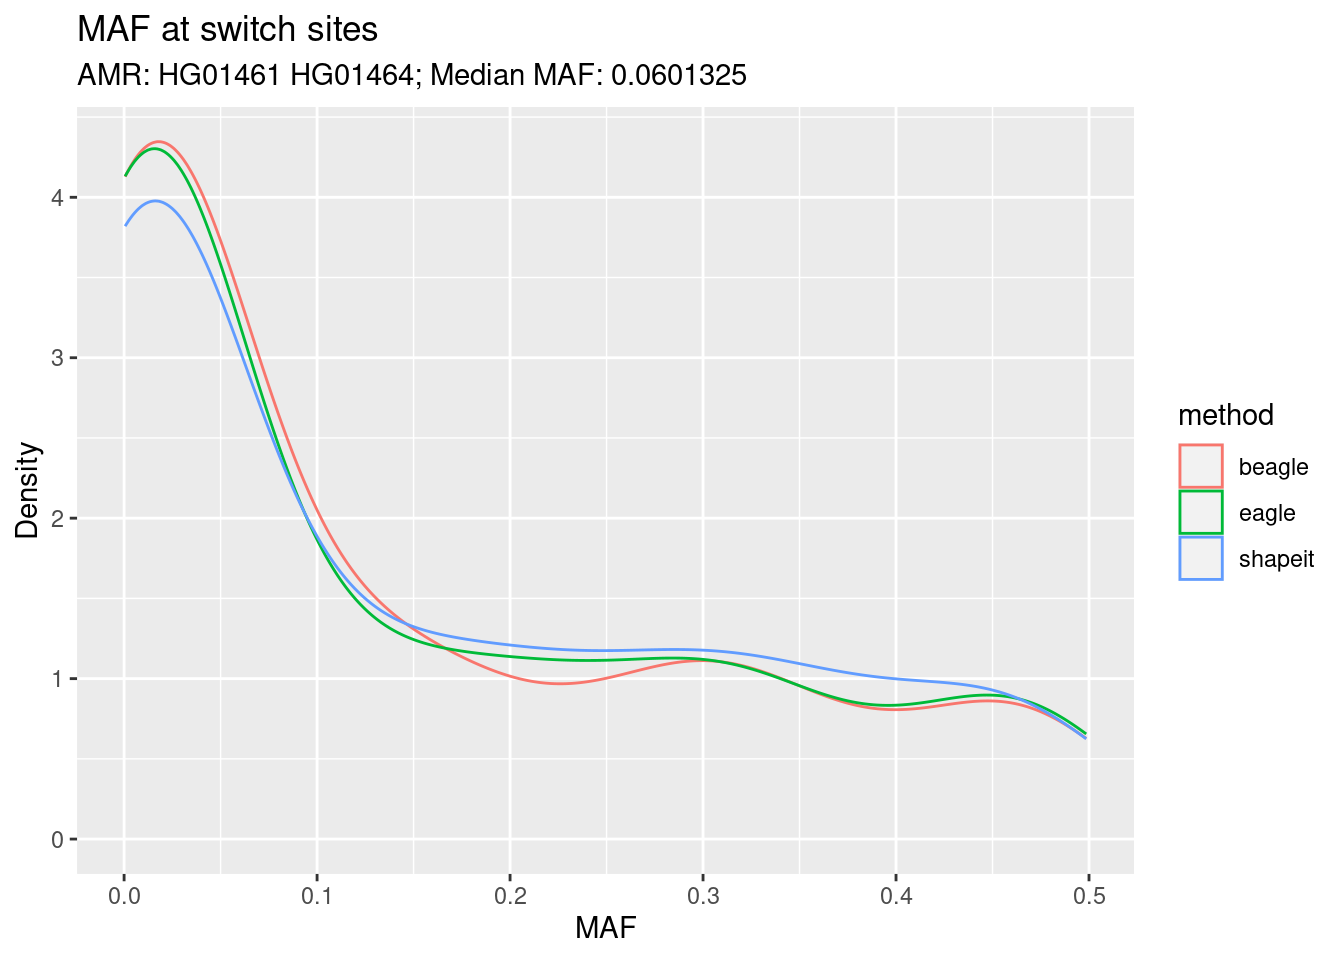 MAF at switch sites
AMR: HG01461 HG01464; Median MAF: 0.0601325
Density
4
3
2
1
0
0.0 0.1 0.2 0.3 0.4 0.5
MAF
method
beagle
eagle
shapeit